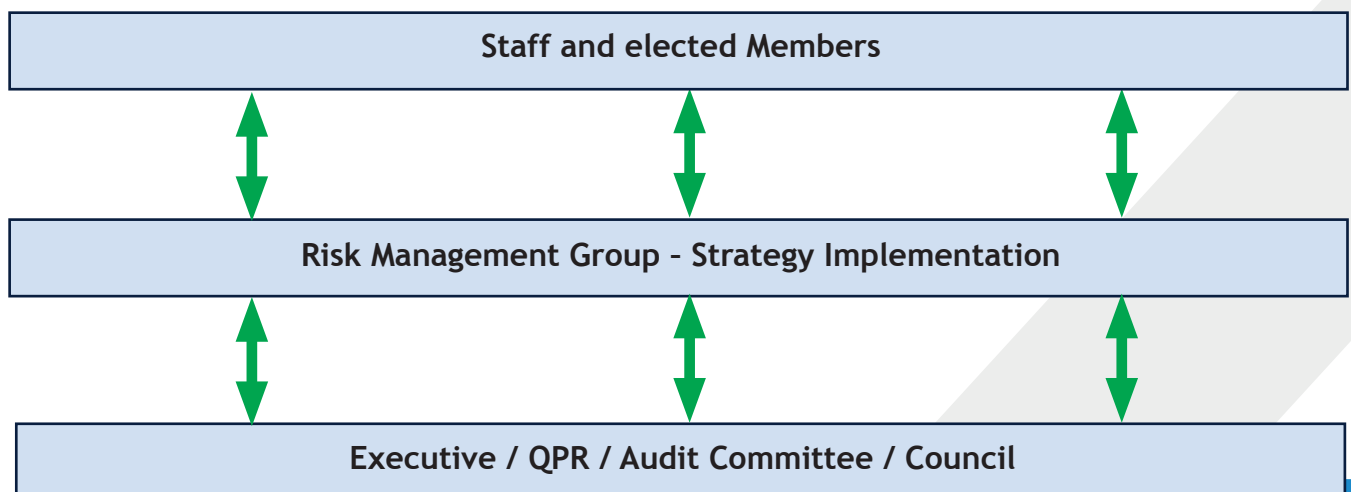 Staff and elected Members
Risk Management Group – Strategy Implementation
Executive / QPR / Audit Committee / Council